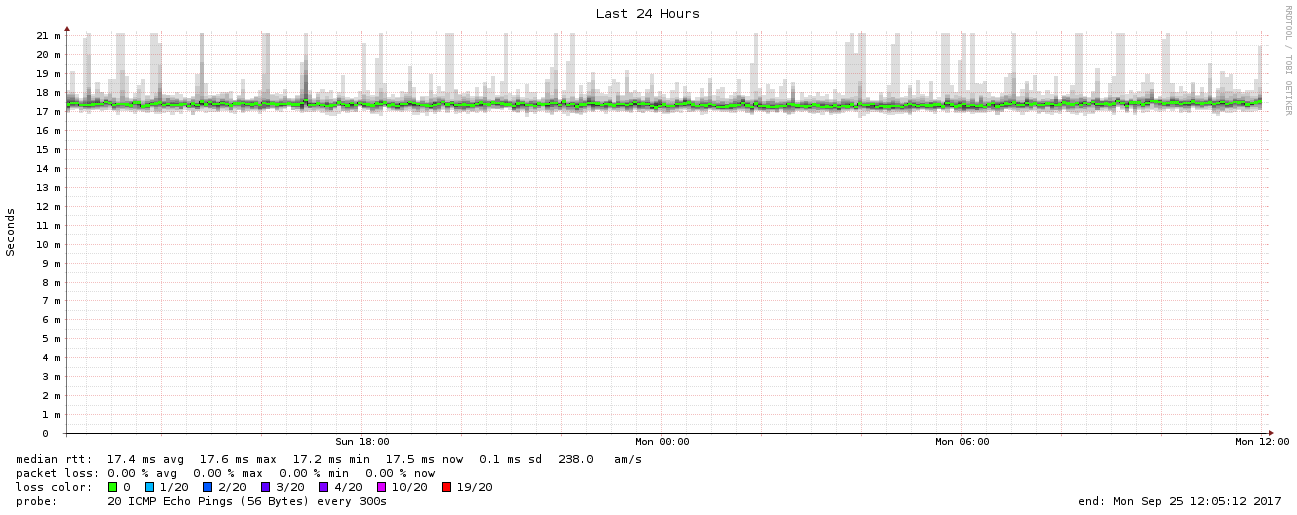 Last 24 Hours
RRDTOOL / TOBI OETIKER
21 m
20 m
19 m
18 m
17 m
16 m
15 m
14 m
13 m
12 m
11 m
10 m
9 m
8 m
7 m
6 m
5 m
4 m
3 m
2 m
1 m
0
Seconds
Sun 18:00 Mon 00:00 Mon 06:00 Mon 12:00
median rtt: 17.4 ms avg 17.6 ms max 17.2 ms min 17.5 ms now 0.1 ms sd 238.0 am/s
packet loss: 0.00 % avg 0.00 % max 0.00 % min 0.00 % now
loss color: 0 1/20 2/20 3/20 4/20 10/20 19/20
probe: 20 ICMP Echo Pings (56 Bytes) every 300s
end: Mon Sep 25 12:05:12 2017